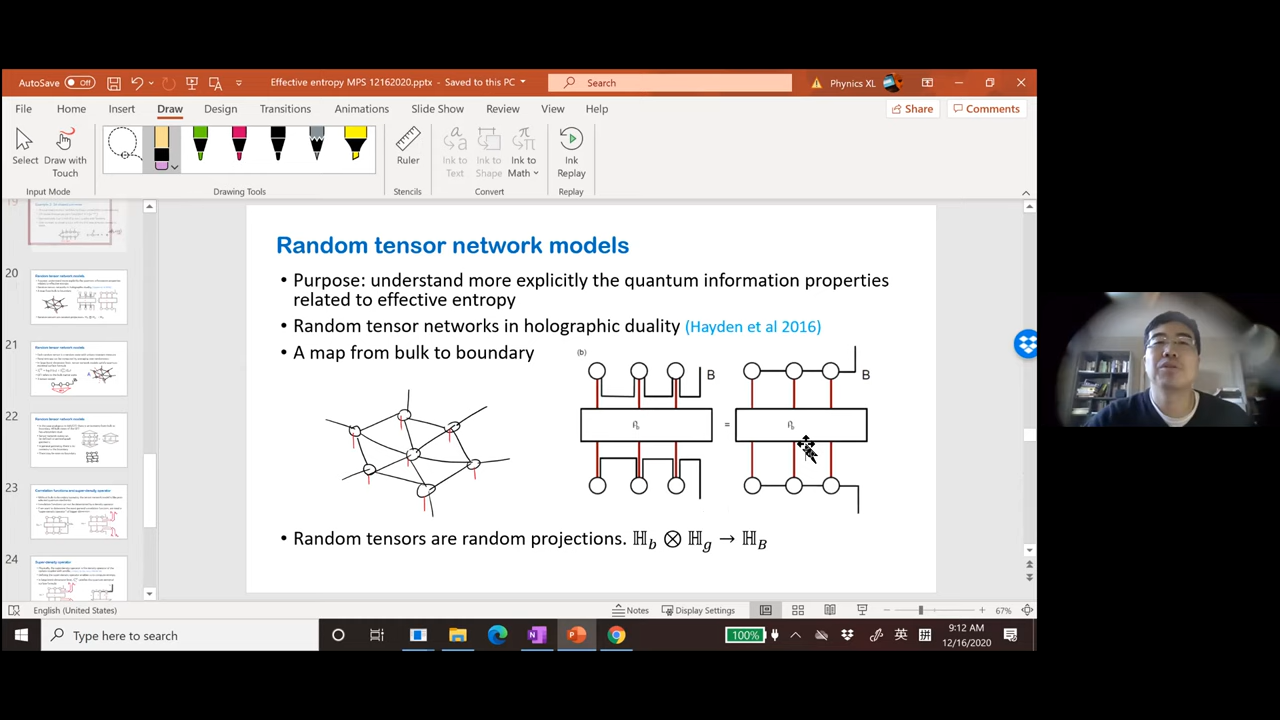 AutoSave Off
Effective entropy MPS 12162020.pptx - Saved to this PC
Search
Phynics XL
File Home Insert Draw Design Transitions Animations Slide Show Review View Help
Share Comments
Select
Draw with Touch
Ruler
Ink to Text
Ink to Shape
Ink to Math
Ink Replay
Input Mode
Drawing Tools
Stencils
Convert
Replay
19
20
21
22
23
24
Random tensor network models
• Purpose: understand more explicitly the quantum information properties
related to effective entropy
• Random tensor networks in holographic duality (Hayden et al 2016)
• A map from bulk to boundary
(b)
B
B
=
• Random tensors are random projections. ℍ_b ⊗ ℍ_g → ℍ_B
English (United States)
Notes Display Settings
67%
Type here to search
100%
英 拼
9:12 AM
12/16/2020